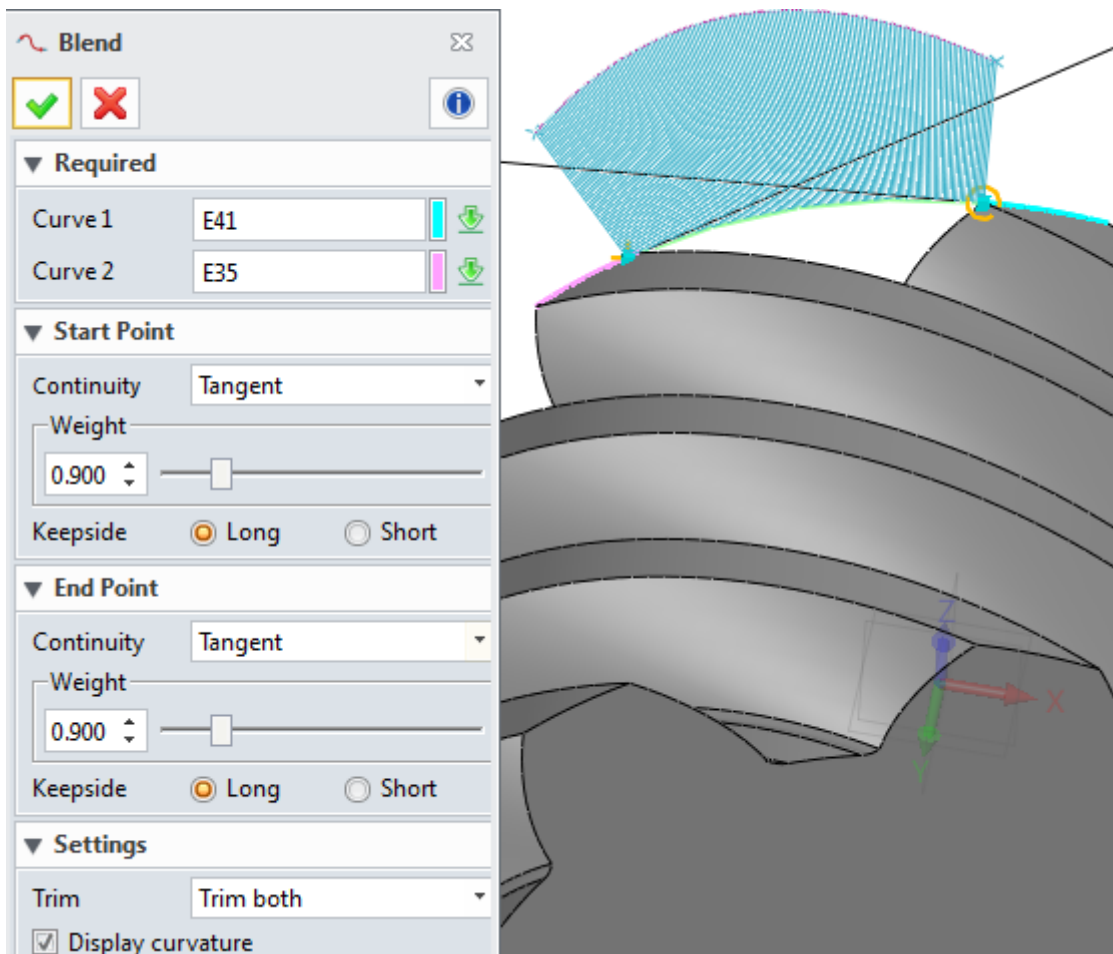 Blend
Required
Curve 1 E41
Curve 2 E35
Start Point
Continuity Tangent
Weight
0.900
Keepside Long Short
End Point
Continuity Tangent
Weight
0.900
Keepside Long Short
Settings
Trim Trim both
Display curvature
Z
X
Y